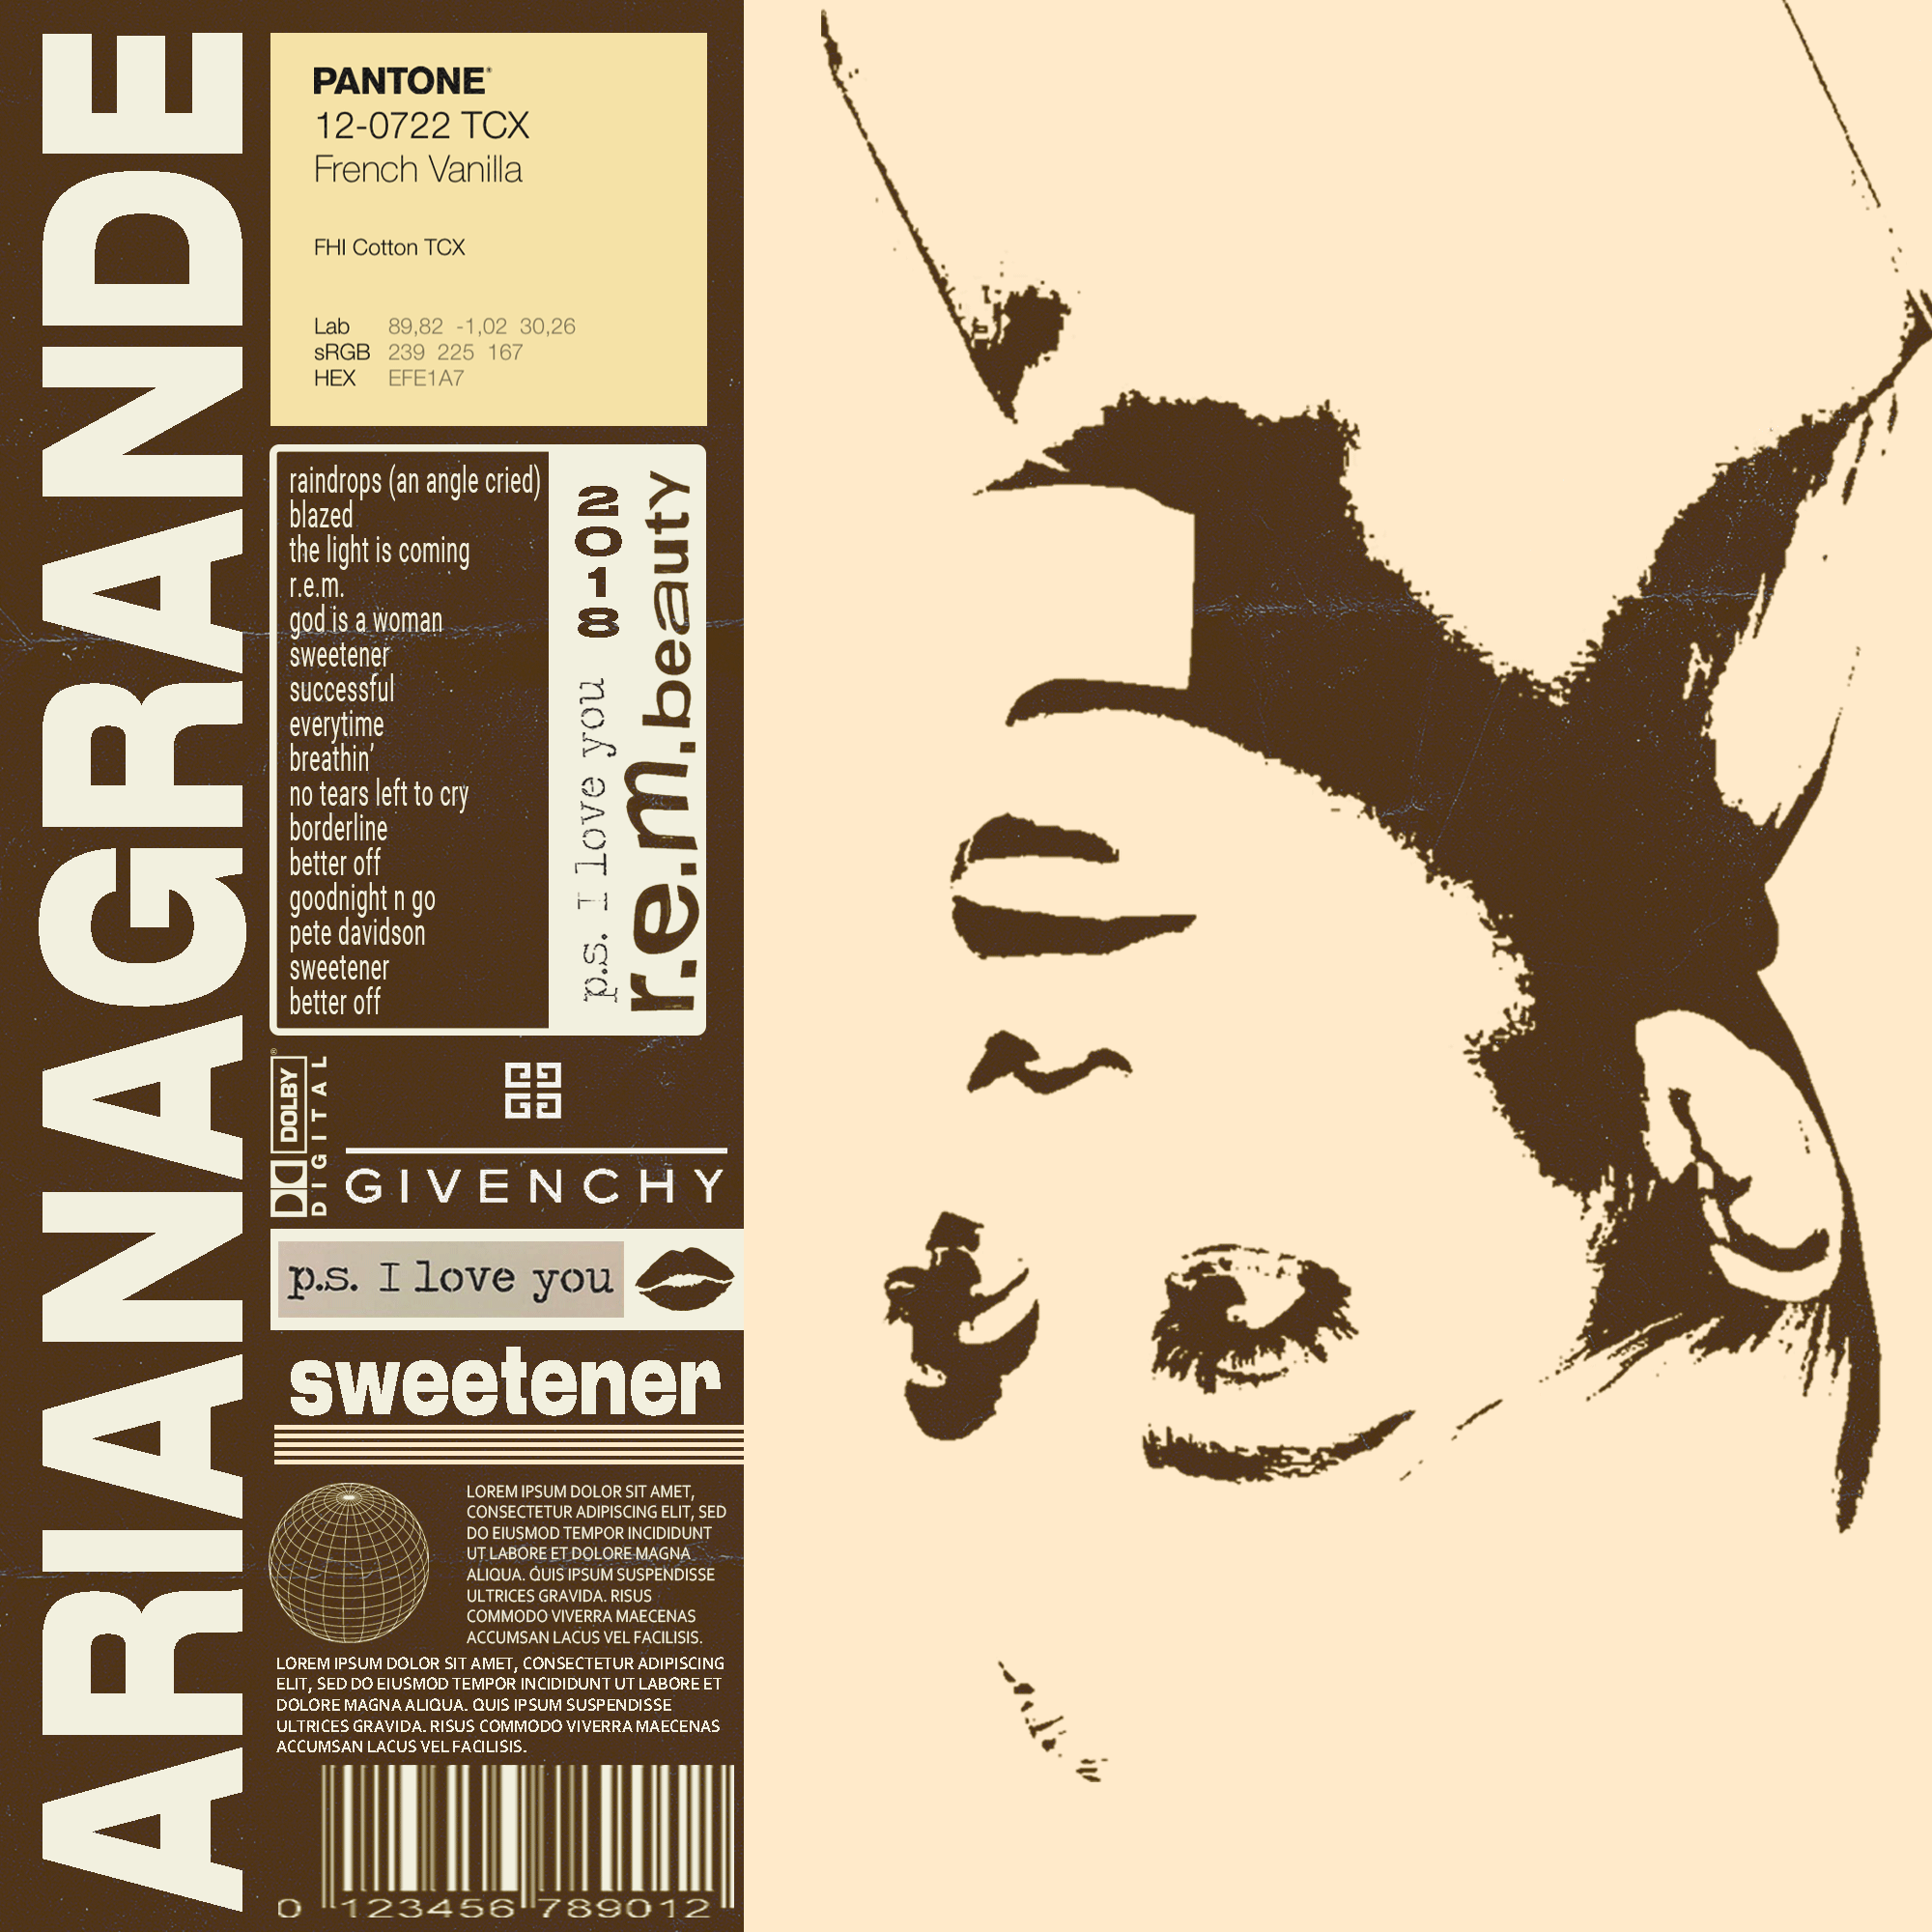 ARIANAGRANDE
PANTONE®
12-0722 TCX
French Vanilla
FHI Cotton TCX
Lab 89,82 -1,02 30,26
sRGB 239 225 167
HEX EFE1A7
raindrops (an angle cried)
blazed
the light is coming
r.e.m.
god is a woman
sweetener
successful
everytime
breathin’
no tears left to cry
borderline
better off
goodnight n go
pete davidson
sweetener
better off
2018
p.s. I love you
r.e.m.beauty
DOLBY®
DIGITAL
GIVENCHY
p.s. I love you
sweetener
LOREM IPSUM DOLOR SIT AMET,
CONSECTETUR ADIPISCING ELIT, SED
DO EIUSMOD TEMPOR INCIDIDUNT
UT LABORE ET DOLORE MAGNA
ALIQUA. QUIS IPSUM SUSPENDISSE
ULTRICES GRAVIDA. RISUS
COMMODO VIVERRA MAECENAS
ACCUMSAN LACUS VEL FACILISIS.
LOREM IPSUM DOLOR SIT AMET, CONSECTETUR ADIPISCING
ELIT, SED DO EIUSMOD TEMPOR INCIDIDUNT UT LABORE ET
DOLORE MAGNA ALIQUA. QUIS IPSUM SUSPENDISSE
ULTRICES GRAVIDA. RISUS COMMODO VIVERRA MAECENAS
ACCUMSAN LACUS VEL FACILISIS.
0 123456 789012